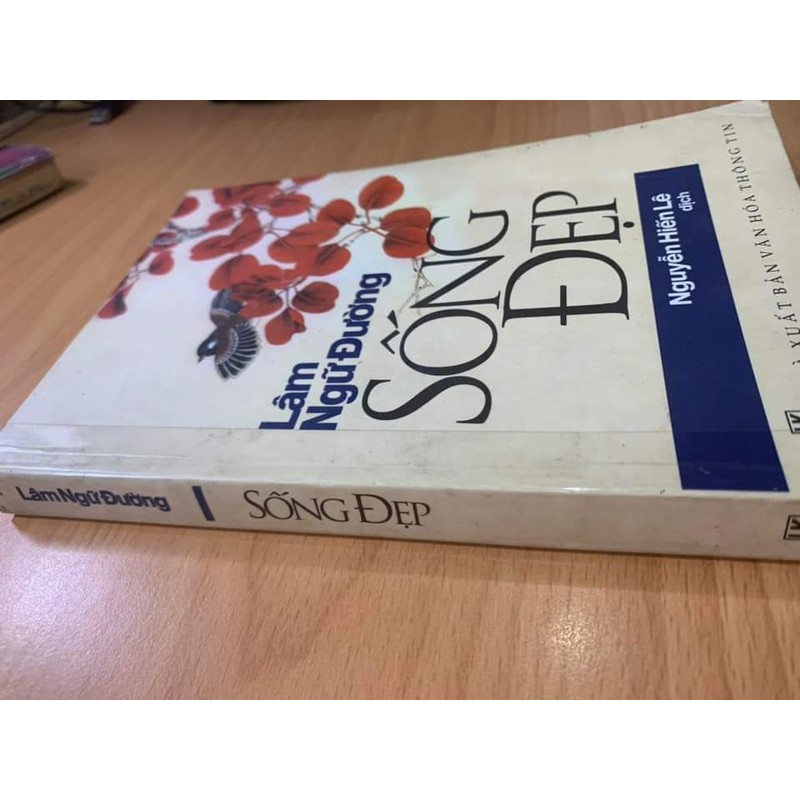 Lâm
Ngữ Đường
SỐNG
ĐẸP
Nguyễn Hiến Lê
dịch
XUẤT BẢN VĂN HÓA THÔNG TIN
Lâm Ngữ Đường
SỐNG ĐẸP